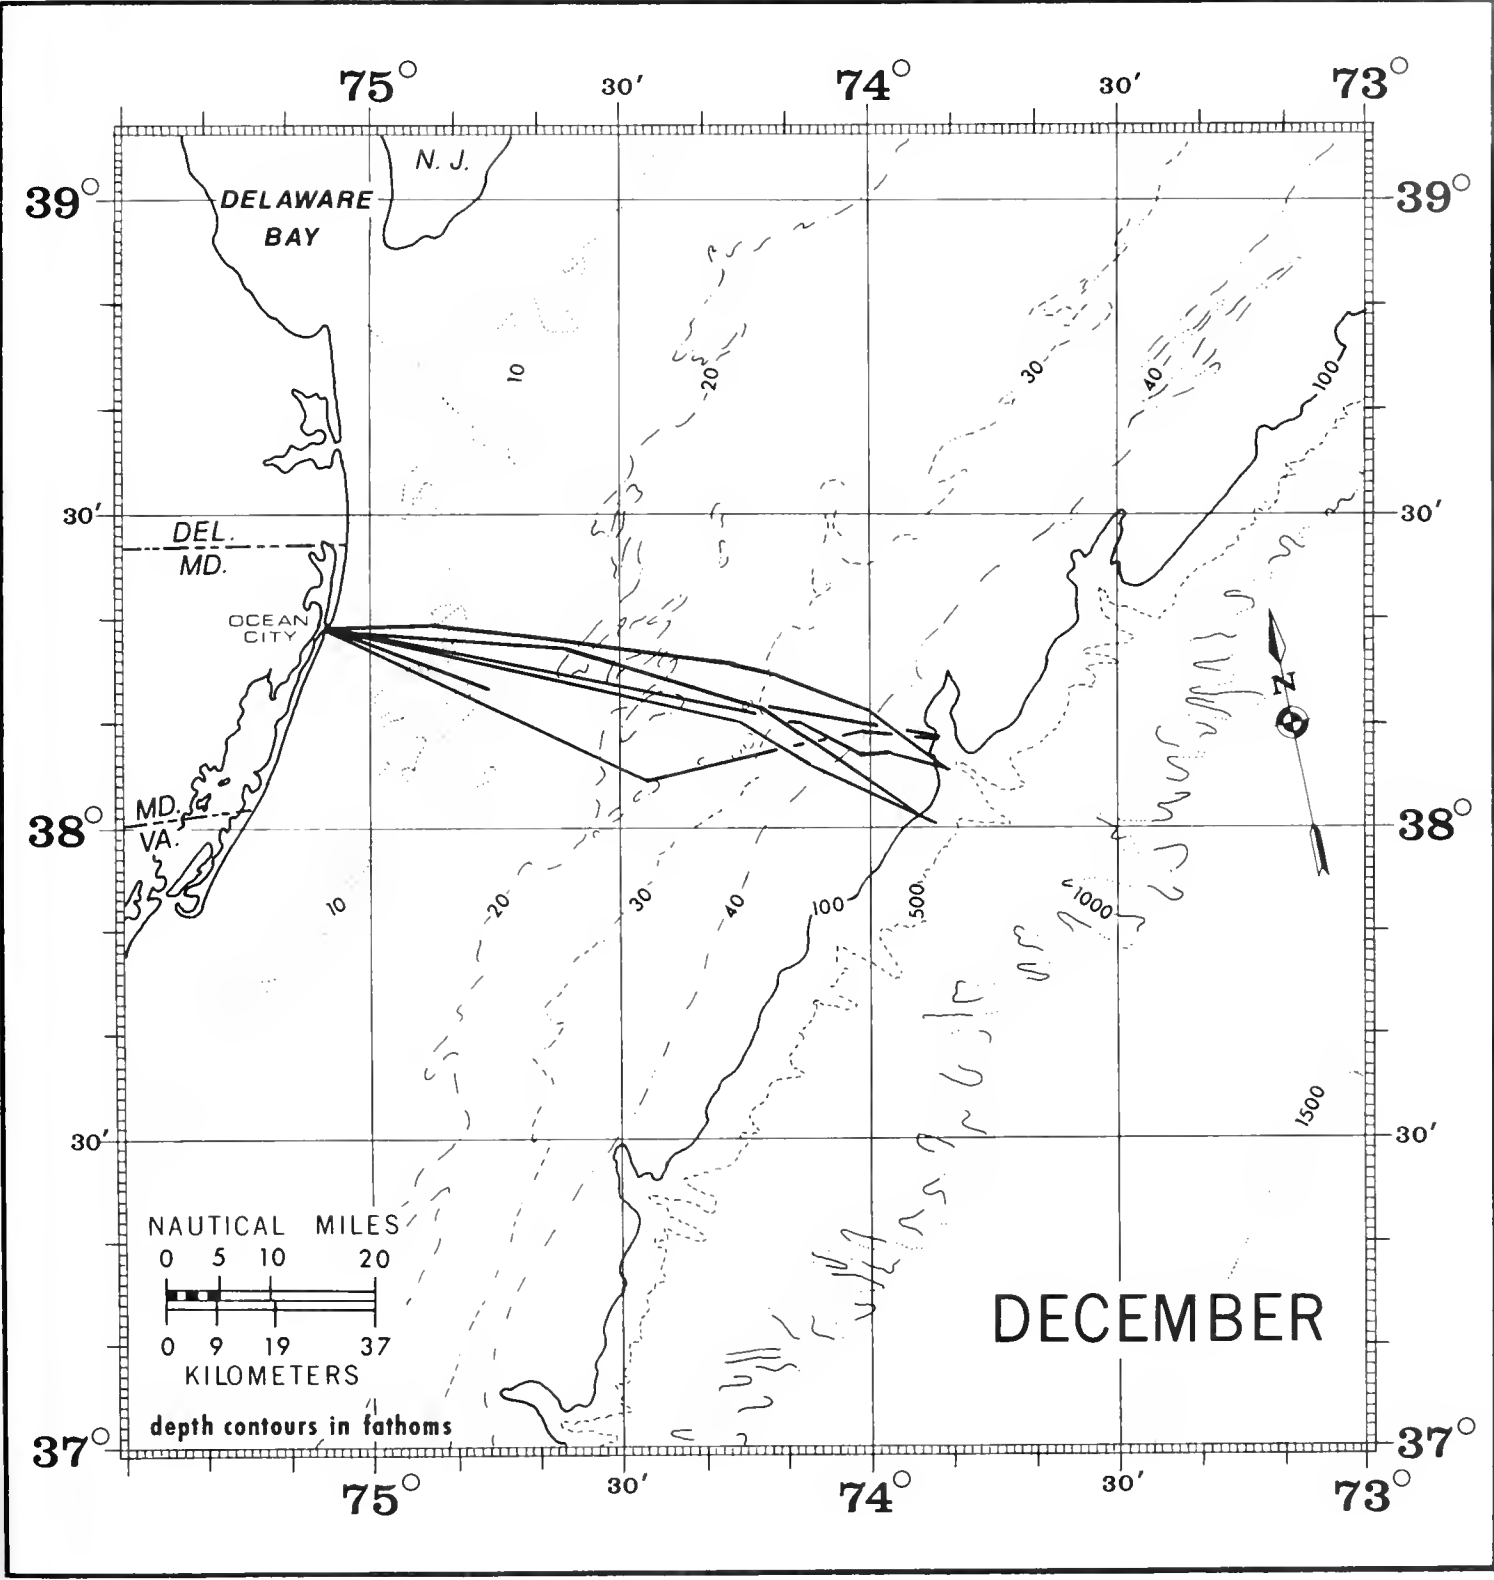 75° 30′ 74° 30′ 73°
N. J.
39° DELAWARE 39°
BAY
10 20 30 40 100
30′ 30′
DEL.
MD.
OCEAN
CITY
N
MD.
38° 38°
VA.
10 20 30 40 100 500 1000
1500
30′ 30′
NAUTICAL MILES
0 5 10 20
0 9 19 37
KILOMETERS
DECEMBER
depth contours in fathoms
37° 37°
75° 30′ 74° 30′ 73°